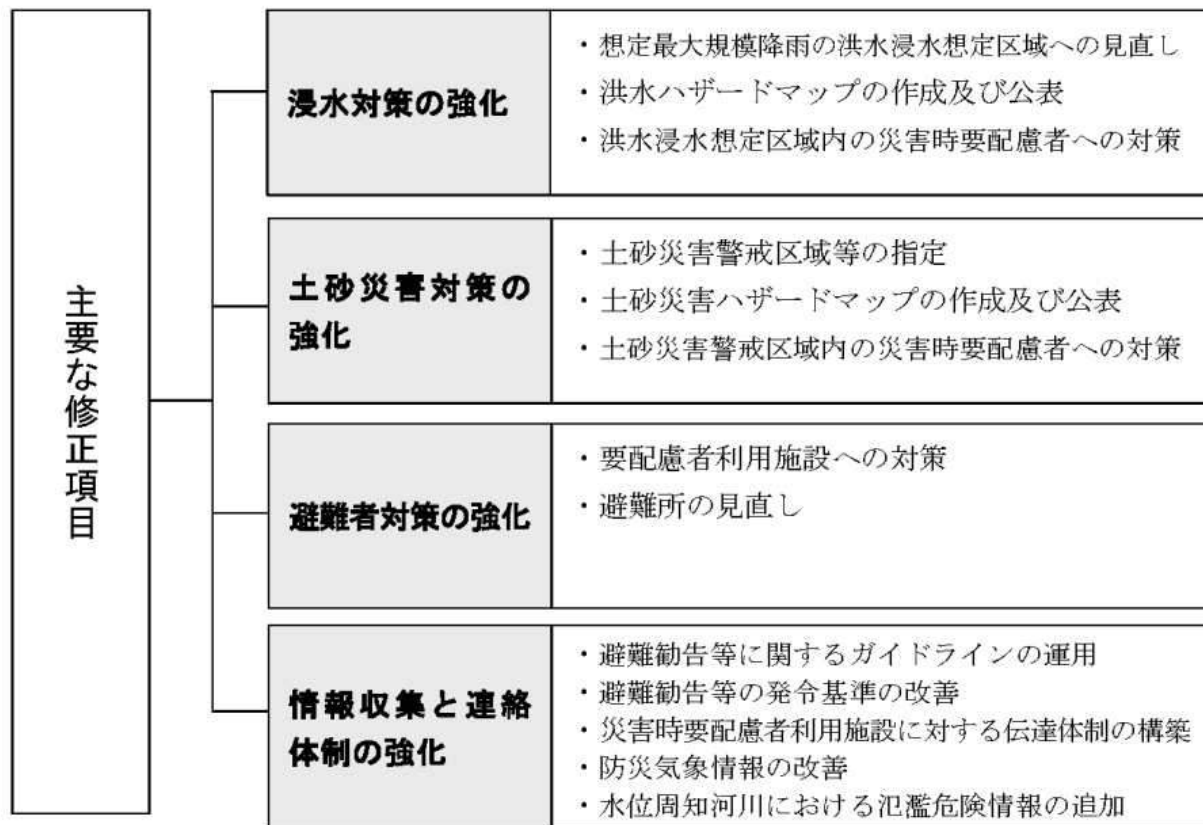 主要な修正項目
浸水対策の強化
・想定最大規模降雨の洪水浸水想定区域への見直し
・洪水ハザードマップの作成及び公表
・洪水浸水想定区域内の災害時要配慮者への対策
土砂災害対策の
強化
・土砂災害警戒区域等の指定
・土砂災害ハザードマップの作成及び公表
・土砂災害警戒区域内の災害時要配慮者への対策
避難者対策の強化
・要配慮者利用施設への対策
・避難所の見直し
情報収集と連絡
体制の強化
・避難勧告等に関するガイドラインの運用
・避難勧告等の発令基準の改善
・災害時要配慮者利用施設に対する伝達体制の構築
・防災気象情報の改善
・水位周知河川における氾濫危険情報の追加